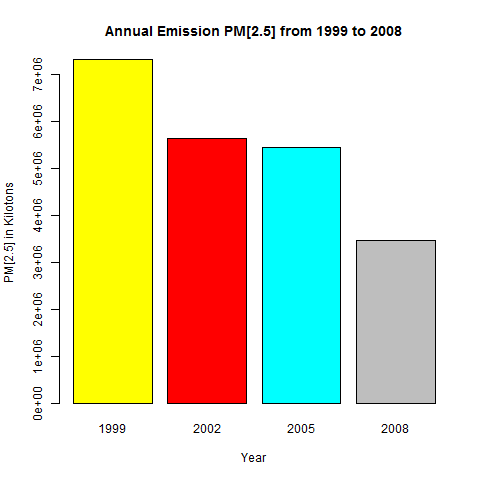 Annual Emission PM[2.5] from 1999 to 2008
PM[2.5] in Kilotons
7e+06
6e+06
5e+06
4e+06
3e+06
2e+06
1e+06
0e+00
1999 2002 2005 2008
Year